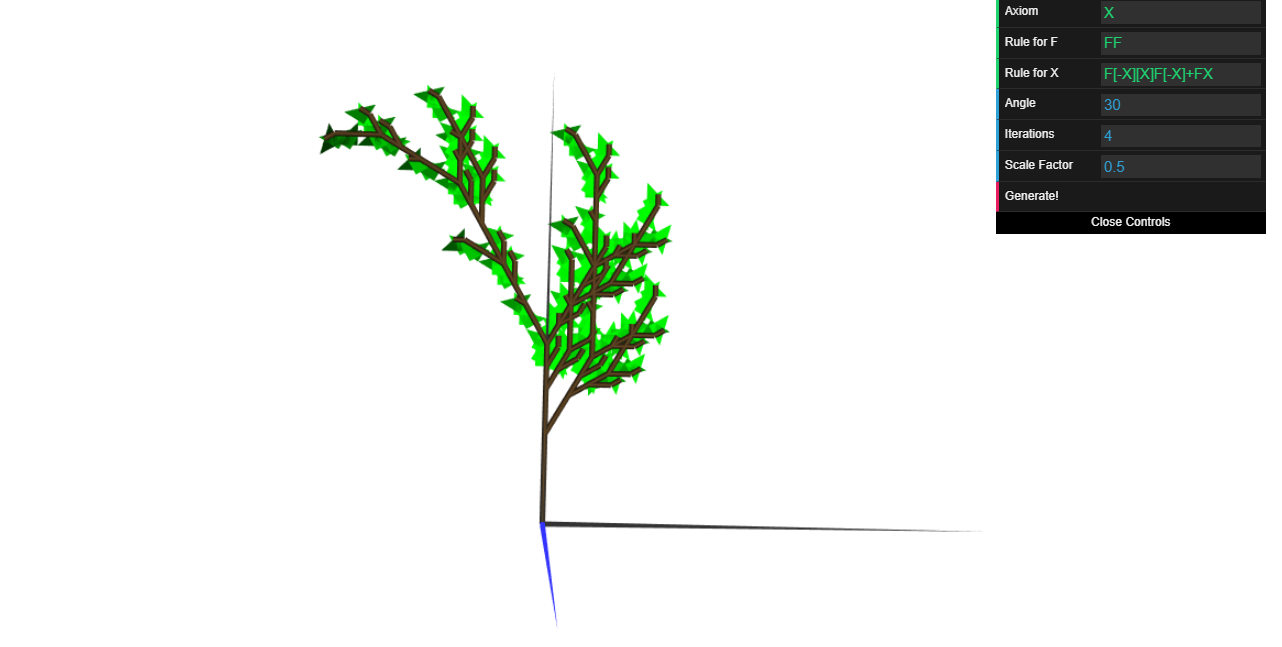 Axiom X
Rule for F FF
Rule for X F[-X][X]F[-X]+FX
Angle 30
Iterations 4
Scale Factor 0.5
Generate!
Close Controls